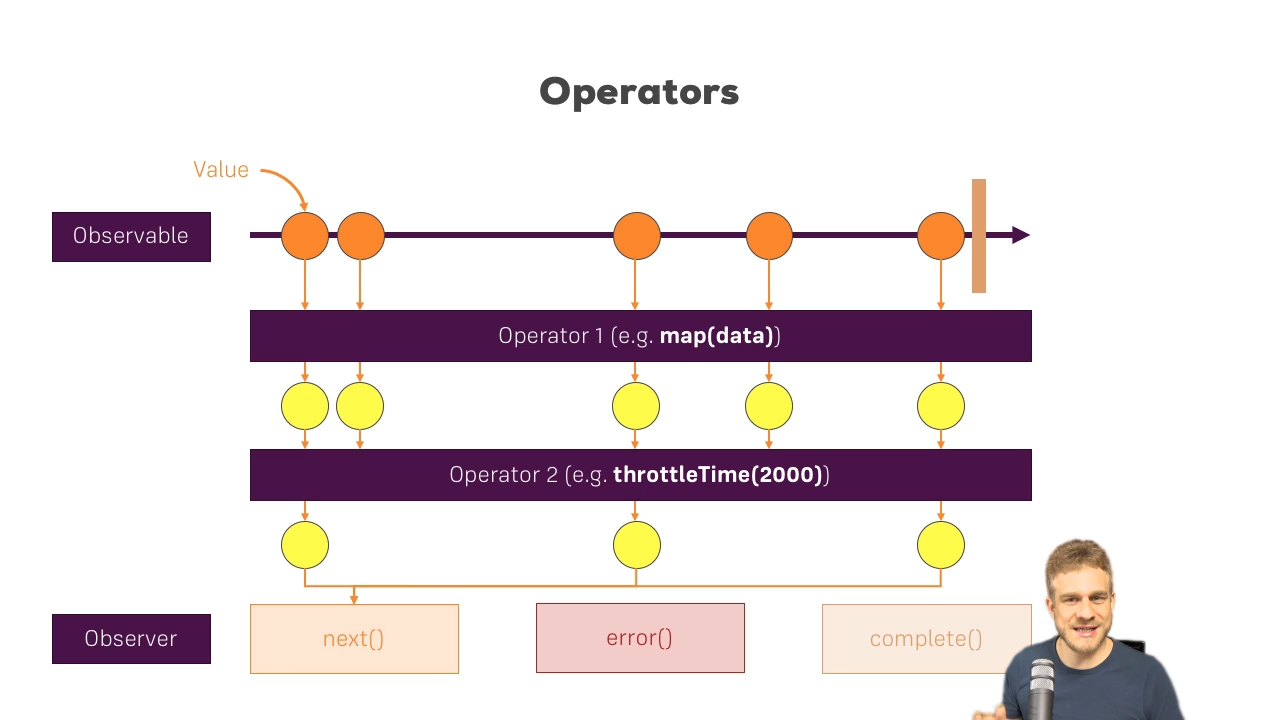 Operators
Value
Observable
Operator 1 (e.g. map(data))
Operator 2 (e.g. throttleTime(2000))
Observer
next()
error()
complete()